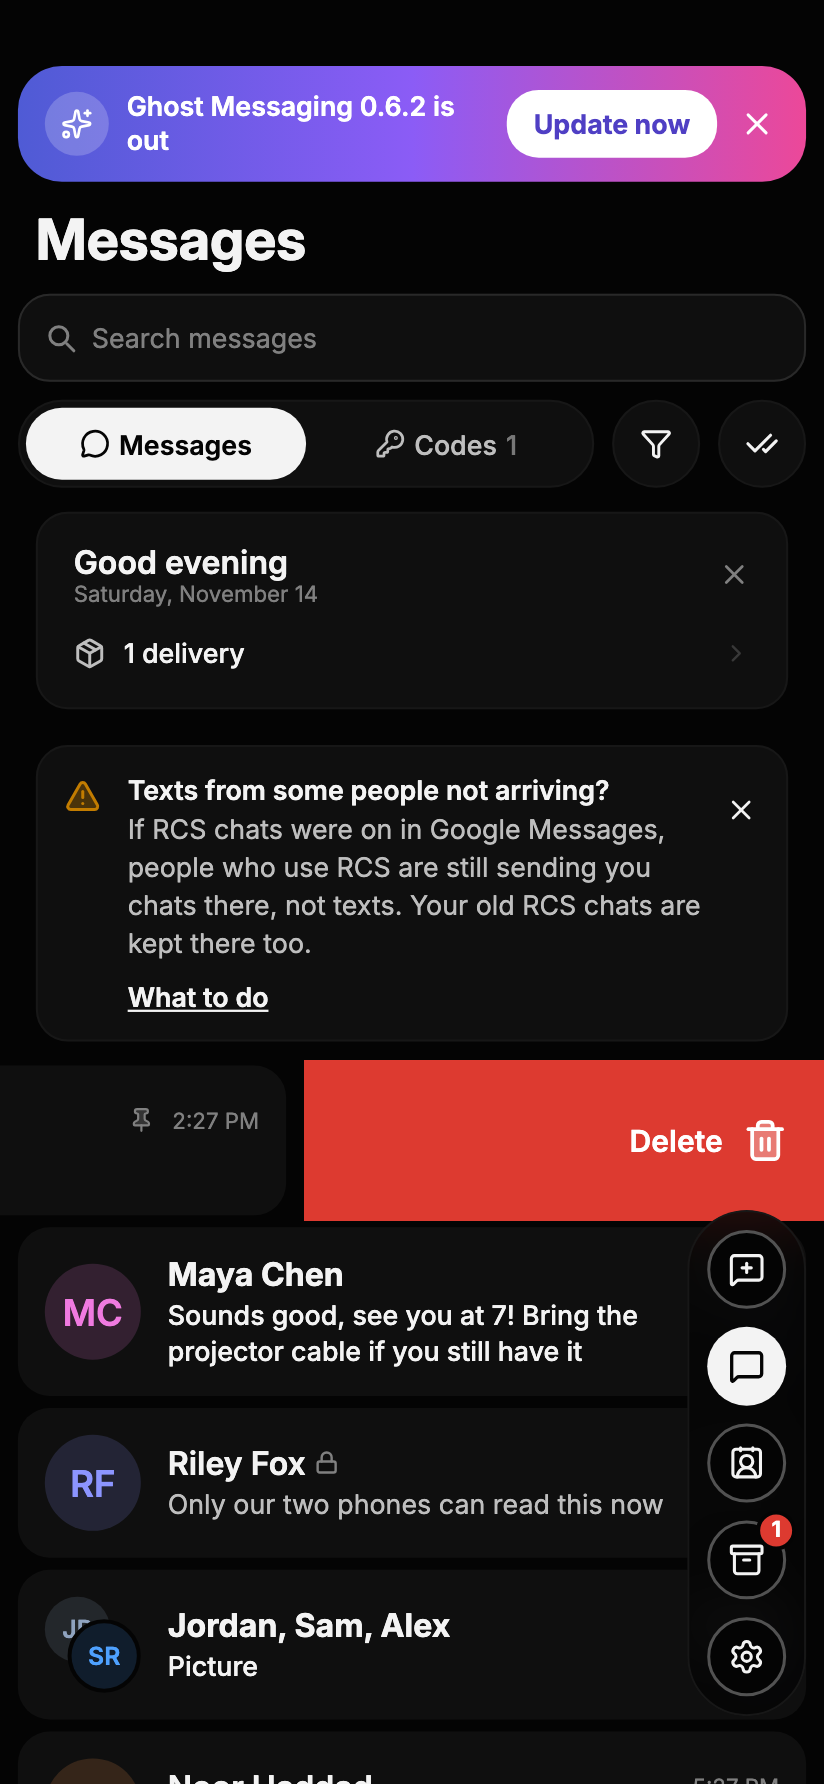 Ghost Messaging 0.6.2 is
out
Update now
Messages
Search messages
Messages
Codes 1
Good evening
Saturday, November 14
1 delivery
Texts from some people not arriving?
If RCS chats were on in Google Messages,
people who use RCS are still sending you
chats there, not texts. Your old RCS chats are
kept there too.
What to do
2:27 PM
Delete
MC
Maya Chen
Sounds good, see you at 7! Bring the
projector cable if you still have it
RF
Riley Fox
Only our two phones can read this now
1
SR
Jordan, Sam, Alex
Picture